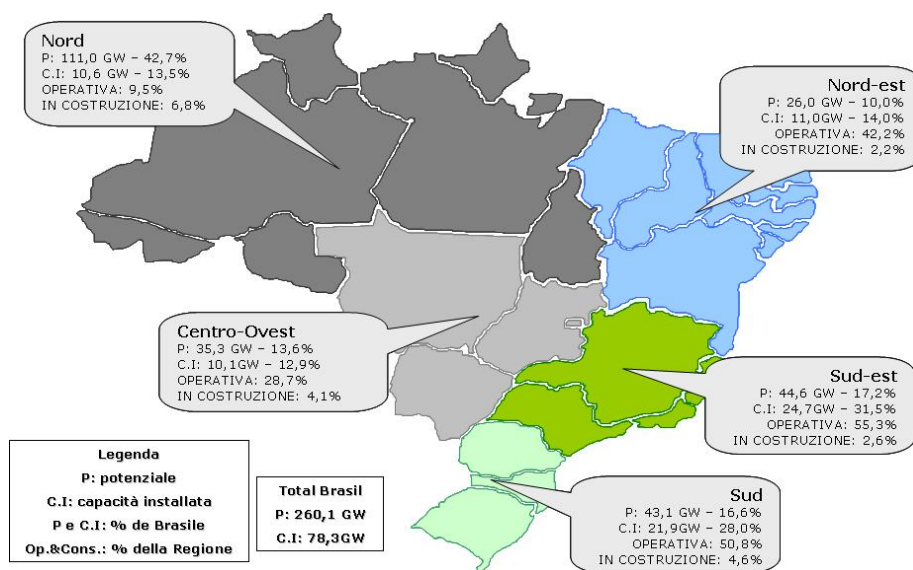 Nord
P: 111,0 GW – 42,7%
C.I: 10,6 GW – 13,5%
OPERATIVA: 9,5%
IN COSTRUZIONE: 6,8%
Nord-est
P: 26,0 GW – 10,0%
C.I: 11,0GW – 14,0%
OPERATIVA: 42,2%
IN COSTRUZIONE: 2,2%
Centro-Ovest
P: 35,3 GW – 13,6%
C.I: 10,1GW – 12,9%
OPERATIVA: 28,7%
IN COSTRUZIONE: 4,1%
Sud-est
P: 44,6 GW – 17,2%
C.I: 24,7GW – 31,5%
OPERATIVA: 55,3%
IN COSTRUZIONE: 2,6%
Sud
P: 43,1 GW – 16,6%
C.I: 21,9GW – 28,0%
OPERATIVA: 50,8%
IN COSTRUZIONE: 4,6%
Legenda
P: potenziale
C.I: capacità installata
P e C.I: % de Brasile
Op.&Cons.: % della Regione
Total Brasil
P: 260,1 GW
C.I: 78,3GW